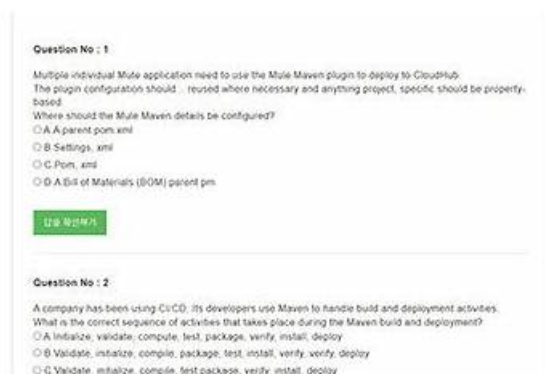 Question No : 1
Multiple individual Mute application need to use the Mule Maven plugin to deploy to CloudHub.
The plugin configuration should .. reused where necessary and anything project, specific should be property-
based.
Where should the Mule Maven details be configured?
A A parent pom.xml
B Settings, xml
C Pom, xml
D A Bill of Materials (BOM) parent pm
답을 확인하기
Question No : 2
A company has been using CI/CD. Its developers use Maven to handle build and deployment activities.
What is the correct sequence of activities that takes place during the Maven build and deployment?
A Initialize, validate, compute, test, package, verify, install, deploy
B Validate, initialize, compile, package, test, install, verify, verify, deploy
C Validate, initialize, compile, test package, verify, install, deploy